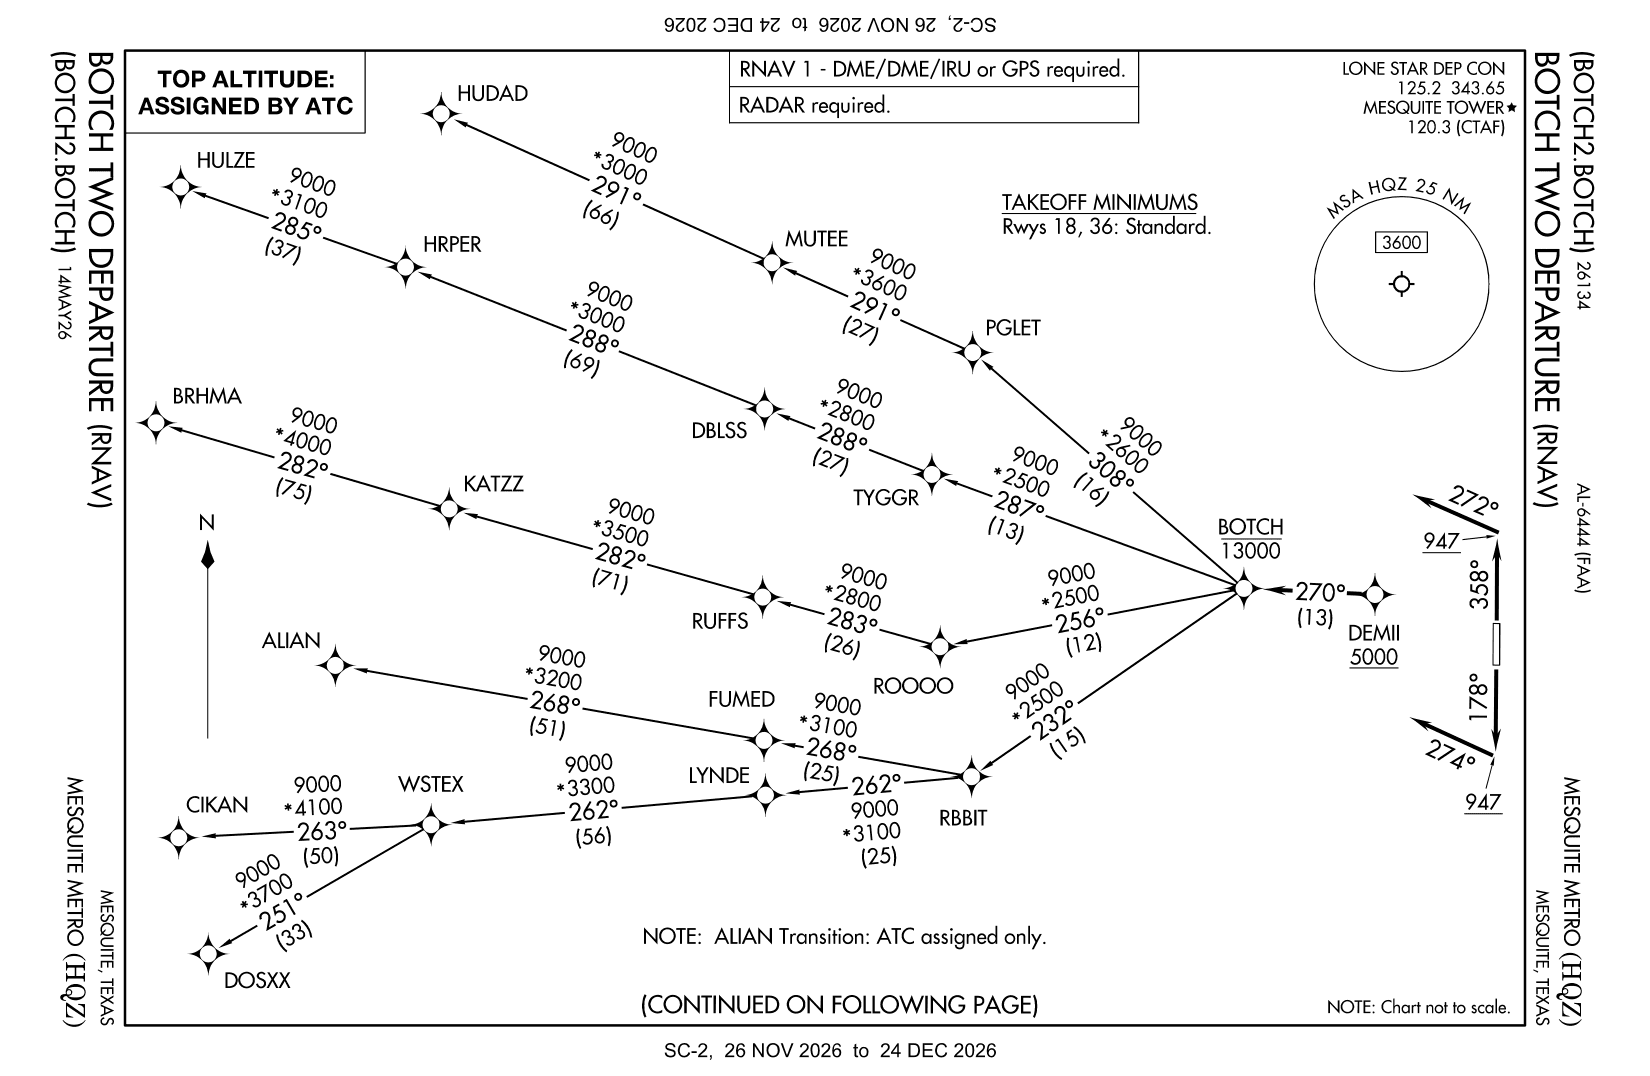 SC-2, 26 NOV 2026 to 24 DEC 2026
(BOTCH2.BOTCH) 14MAY26
BOTCH TWO DEPARTURE (RNAV)
MESQUITE METRO (HQZ)
MESQUITE, TEXAS
TOP ALTITUDE:
ASSIGNED BY ATC
RNAV 1 - DME/DME/IRU or GPS required.
RADAR required.
LONE STAR DEP CON
125.2 343.65
MESQUITE TOWER★
120.3 (CTAF)
TAKEOFF MINIMUMS
Rwys 18, 36: Standard.
MSA HQZ 25 NM
3600
HUDAD
9000
*3000
291°
(66)
MUTEE
9000
*3600
291°
(27)
PGLET
9000
*2600
308°
(16)
HULZE
9000
*3100
285°
(37)
HRPER
9000
*3000
288°
(69)
DBLSS
9000
*2800
288°
(27)
TYGGR
9000
*2500
287°
(13)
BRHMA
9000
*4000
282°
(75)
KATZZ
9000
*3500
282°
(71)
RUFFS
9000
*2800
283°
(26)
ROOOO
9000
*2500
256°
(12)
BOTCH
13000
270°
(13)
DEMII
5000
272°
947
358°
178°
274°
947
N
ALIAN
9000
*3200
268°
(51)
FUMED
9000
*3100
268°
(25)
9000
*2500
232°
(15)
RBBIT
LYNDE
262°
9000
*3100
(25)
WSTEX
9000
*3300
262°
(56)
CIKAN
9000
*4100
263°
(50)
9000
*3700
251°
(33)
DOSXX
NOTE: ALIAN Transition: ATC assigned only.
(CONTINUED ON FOLLOWING PAGE)
NOTE: Chart not to scale.
BOTCH TWO DEPARTURE (RNAV)
(BOTCH2.BOTCH) 26134
AL-6444 (FAA)
MESQUITE METRO (HQZ)
MESQUITE, TEXAS
SC-2, 26 NOV 2026 to 24 DEC 2026